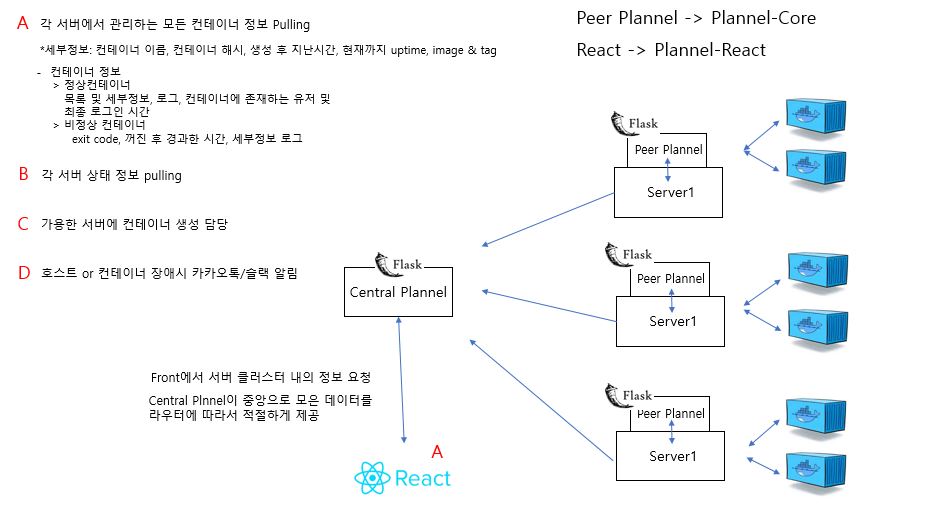 A 각 서버에서 관리하는 모든 컨테이너 정보 Pulling
*세부정보: 컨테이너 이름, 컨테이너 해시, 생성 후 지난시간, 현재까지 uptime, image & tag
- 컨테이너 정보
> 정상컨테이너
목록 및 세부정보, 로그, 컨테이너에 존재하는 유저 및
최종 로그인 시간
> 비정상 컨테이너
exit code, 꺼진 후 경과한 시간, 세부정보 로그
B 각 서버 상태 정보 pulling
C 가용한 서버에 컨테이너 생성 담당
D 호스트 or 컨테이너 장애시 카카오톡/슬랙 알림
Peer Plannel -> Plannel-Core
React -> Plannel-React
Flask
Peer Plannel
Server1
Flask
Peer Plannel
Server1
Flask
Peer Plannel
Server1
Flask
Central Plannel
Front에서 서버 클러스터 내의 정보 요청
Central Plnnel이 중앙으로 모은 데이터를
라우터에 따라서 적절하게 제공
A
React